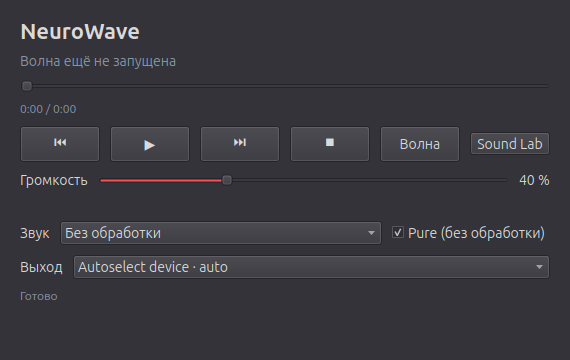 NeuroWave
Волна ещё не запущена
0:00 / 0:00
Волна
Sound Lab
Громкость 40 %
Звук Без обработки Pure (без обработки)
Выход Autoselect device · auto
Готово